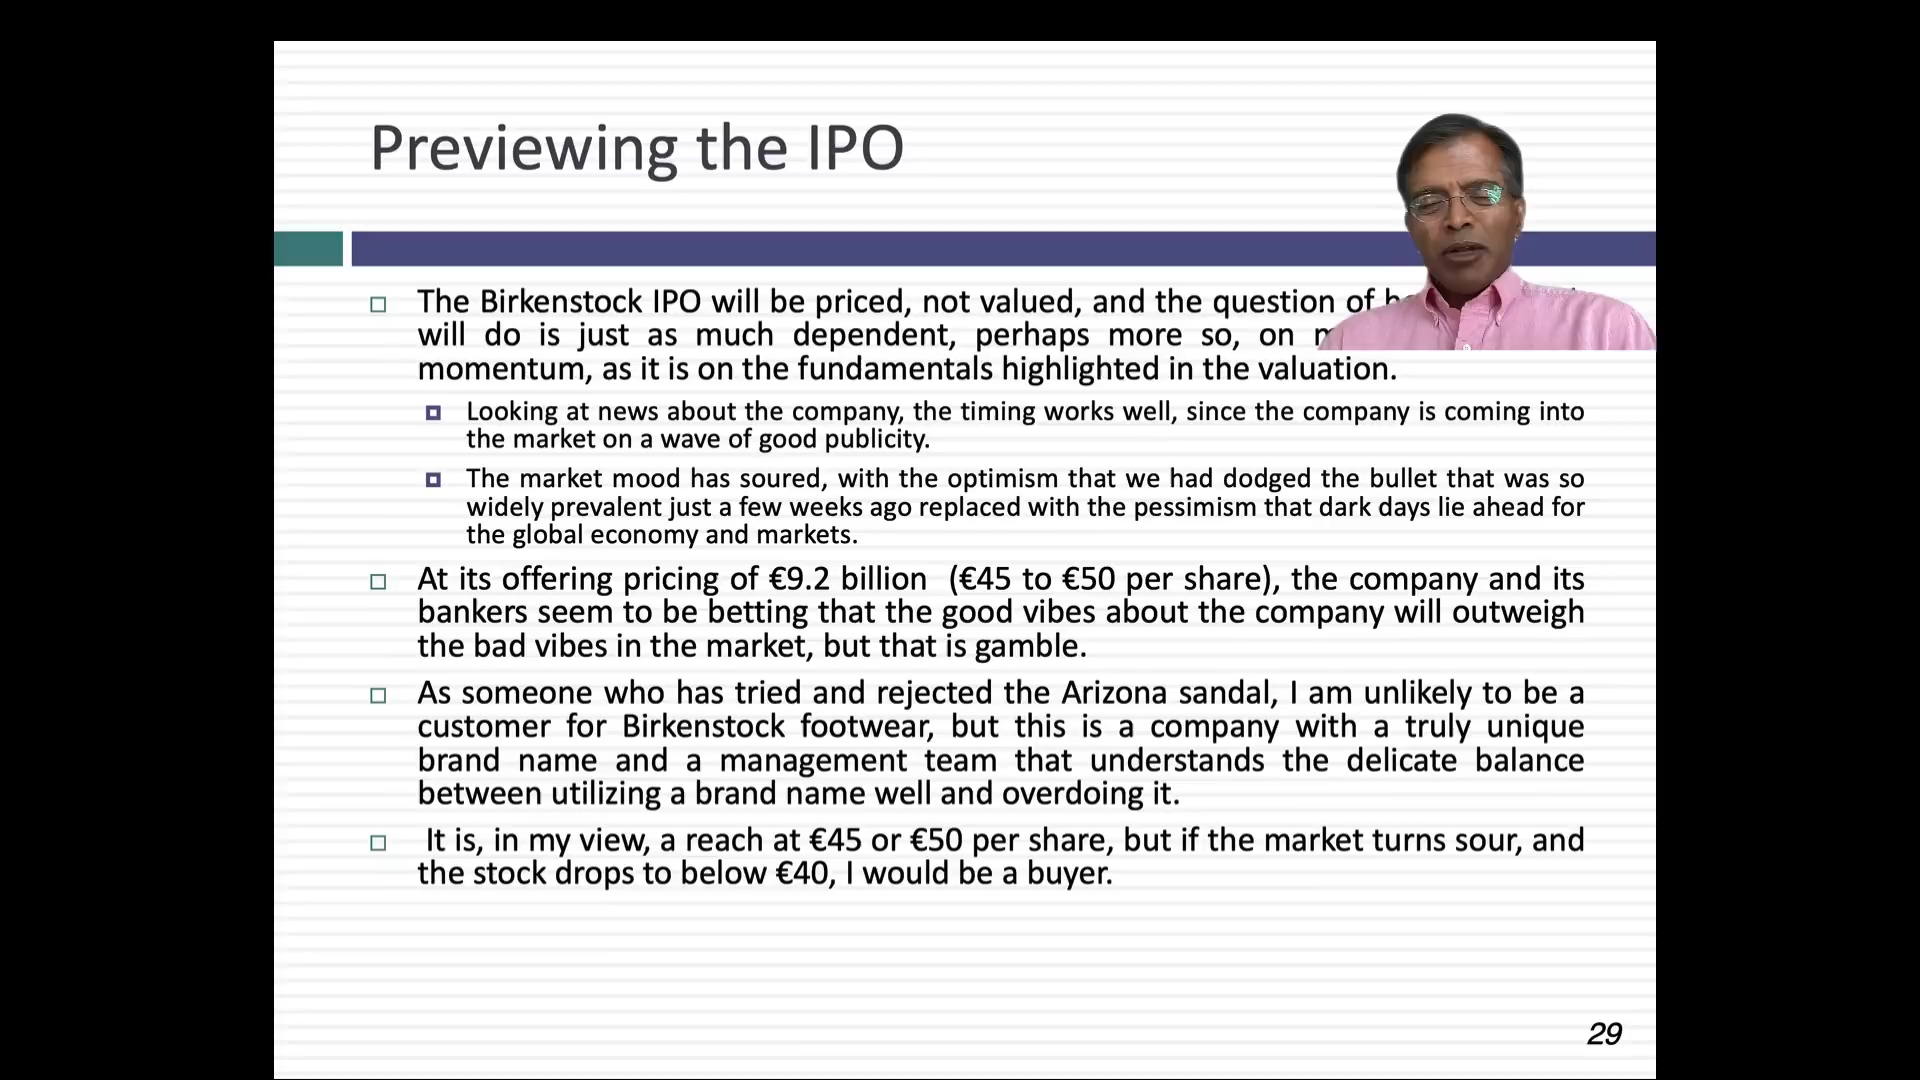 Previewing the IPO
The Birkenstock IPO will be priced, not valued, and the question of
will do is just as much dependent, perhaps more so, on
momentum, as it is on the fundamentals highlighted in the valuation.
Looking at news about the company, the timing works well, since the company is coming into
the market on a wave of good publicity.
The market mood has soured, with the optimism that we had dodged the bullet that was so
widely prevalent just a few weeks ago replaced with the pessimism that dark days lie ahead for
the global economy and markets.
At its offering pricing of €9.2 billion (€45 to €50 per share), the company and its
bankers seem to be betting that the good vibes about the company will outweigh
the bad vibes in the market, but that is gamble.
As someone who has tried and rejected the Arizona sandal, I am unlikely to be a
customer for Birkenstock footwear, but this is a company with a truly unique
brand name and a management team that understands the delicate balance
between utilizing a brand name well and overdoing it.
It is, in my view, a reach at €45 or €50 per share, but if the market turns sour, and
the stock drops to below €40, I would be a buyer.
29